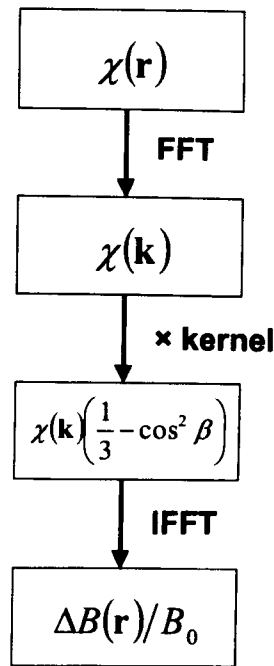 χ(r)
FFT
χ(k)
× kernel
χ(k)(1/3 − cos² β)
IFFT
ΔB(r)/B₀